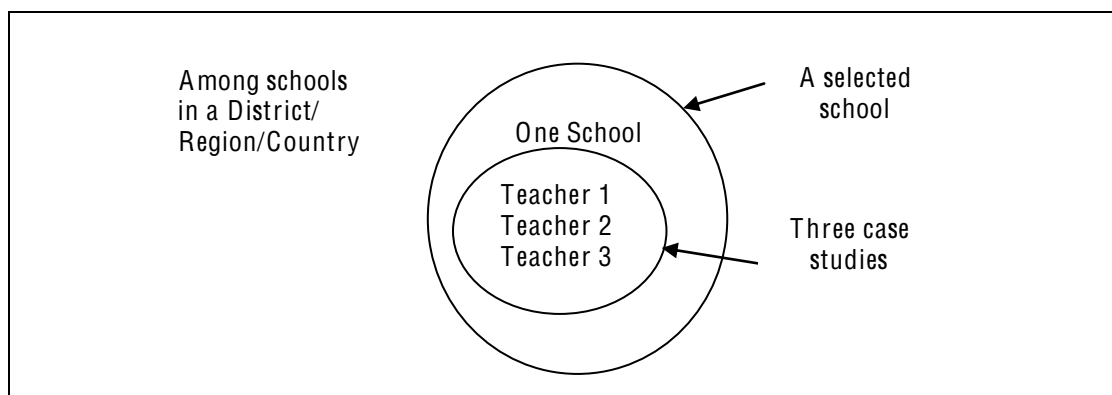 Among schools
in a District/
Region/Country
A selected
school
One School
Teacher 1
Teacher 2
Teacher 3
Three case
studies